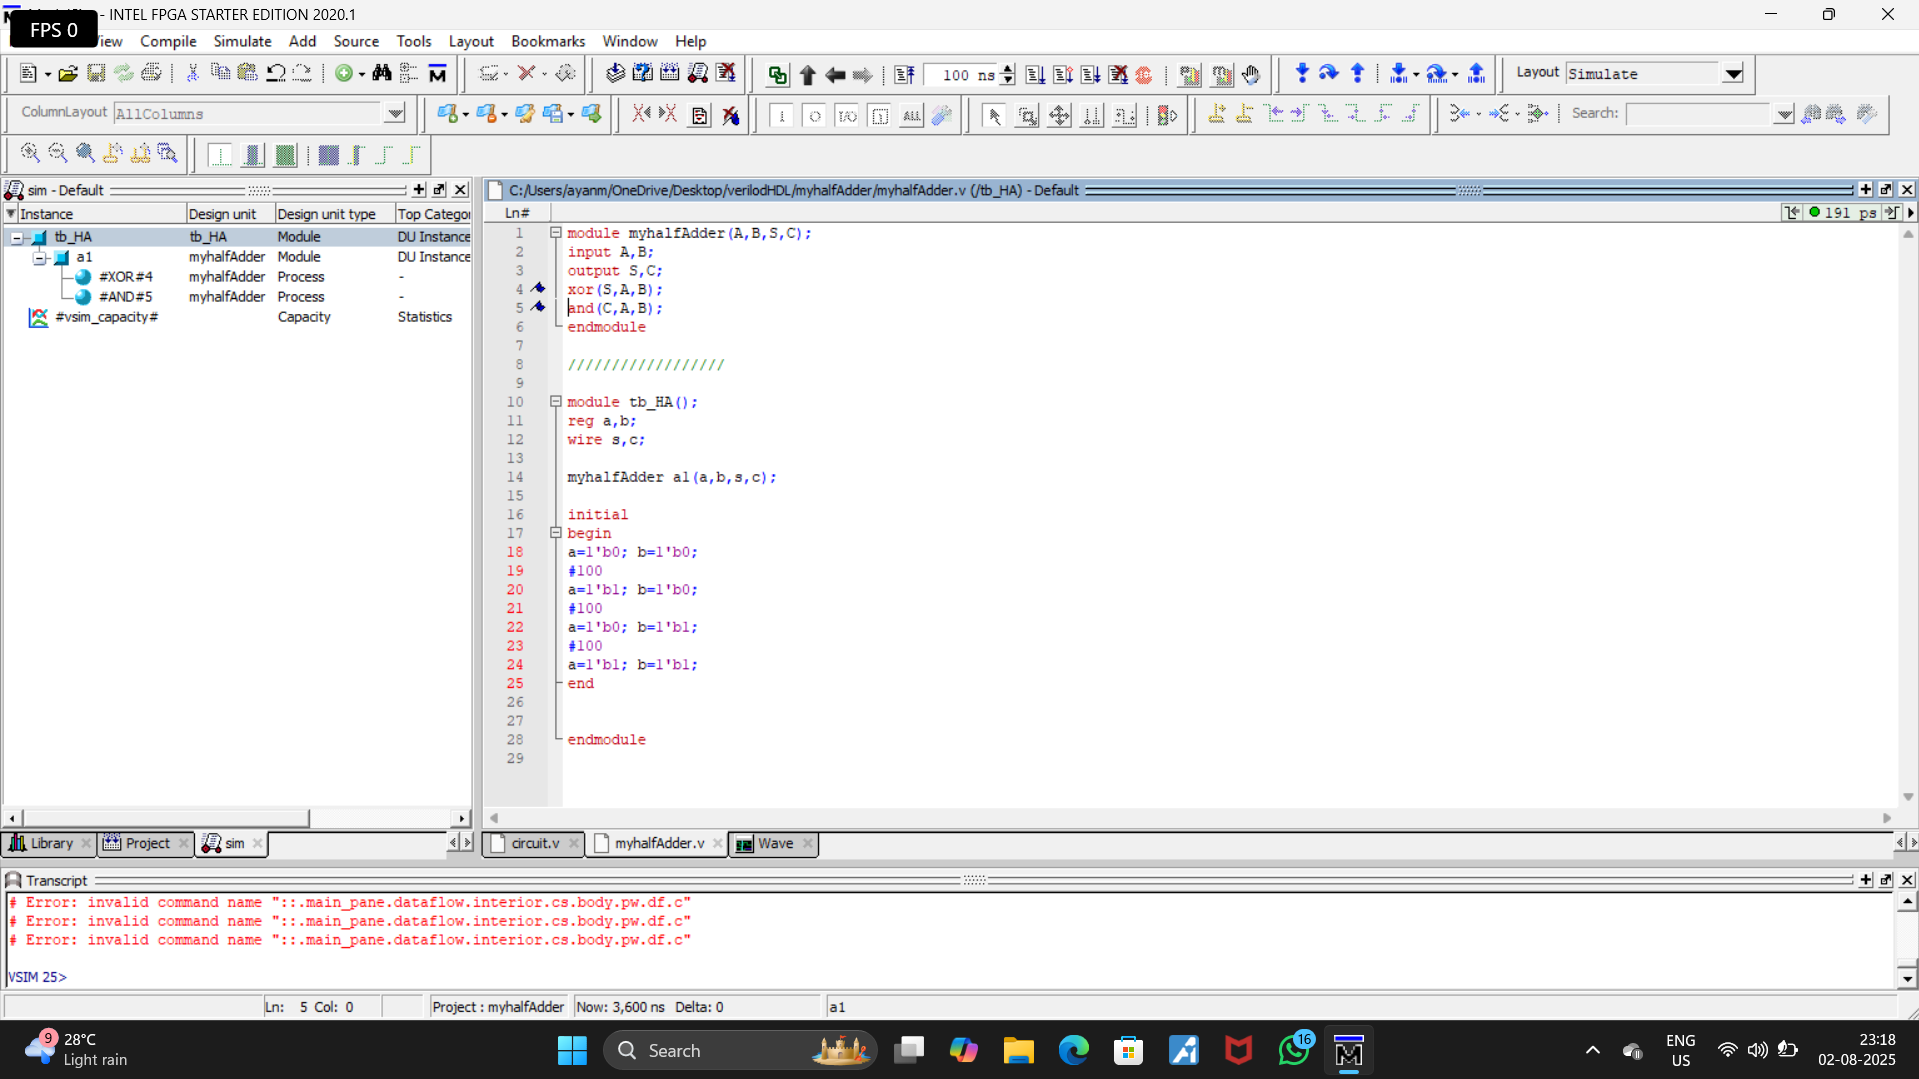 - INTEL FPGA STARTER EDITION 2020.1
FPS 0
iew Compile Simulate Add Source Tools Layout Bookmarks Window Help
100 ns
Layout Simulate
ColumnLayout AllColumns
Search:
sim - Default
Instance Design unit Design unit type Top Categor
tb_HA tb_HA Module DU Instance
a1 myhalfAdder Module DU Instance
#XOR#4 myhalfAdder Process -
#AND#5 myhalfAdder Process -
#vsim_capacity# Capacity Statistics
Library Project sim
C:/Users/ayanm/OneDrive/Desktop/verilodHDL/myhalfAdder/myhalfAdder.v (/tb_HA) - Default
Ln#
191 ps
1 module myhalfAdder(A,B,S,C);
2 input A,B;
3 output S,C;
4 xor(S,A,B);
5 and(C,A,B);
6 endmodule
7
8 //////////////////
9
10 module tb_HA();
11 reg a,b;
12 wire s,c;
13
14 myhalfAdder a1(a,b,s,c);
15
16 initial
17 begin
18 a=1'b0; b=1'b0;
19 #100
20 a=1'b1; b=1'b0;
21 #100
22 a=1'b0; b=1'b1;
23 #100
24 a=1'b1; b=1'b1;
25 end
26
27
28 endmodule
29
circuit.v myhalfAdder.v Wave
Transcript
# Error: invalid command name "::.main_pane.dataflow.interior.cs.body.pw.df.c"
# Error: invalid command name "::.main_pane.dataflow.interior.cs.body.pw.df.c"
# Error: invalid command name "::.main_pane.dataflow.interior.cs.body.pw.df.c"
VSIM 25>
Ln: 5 Col: 0 Project : myhalfAdder Now: 3,600 ns Delta: 0 a1
9
28°C
Light rain
Search
16
ENG
US
23:18
02-08-2025